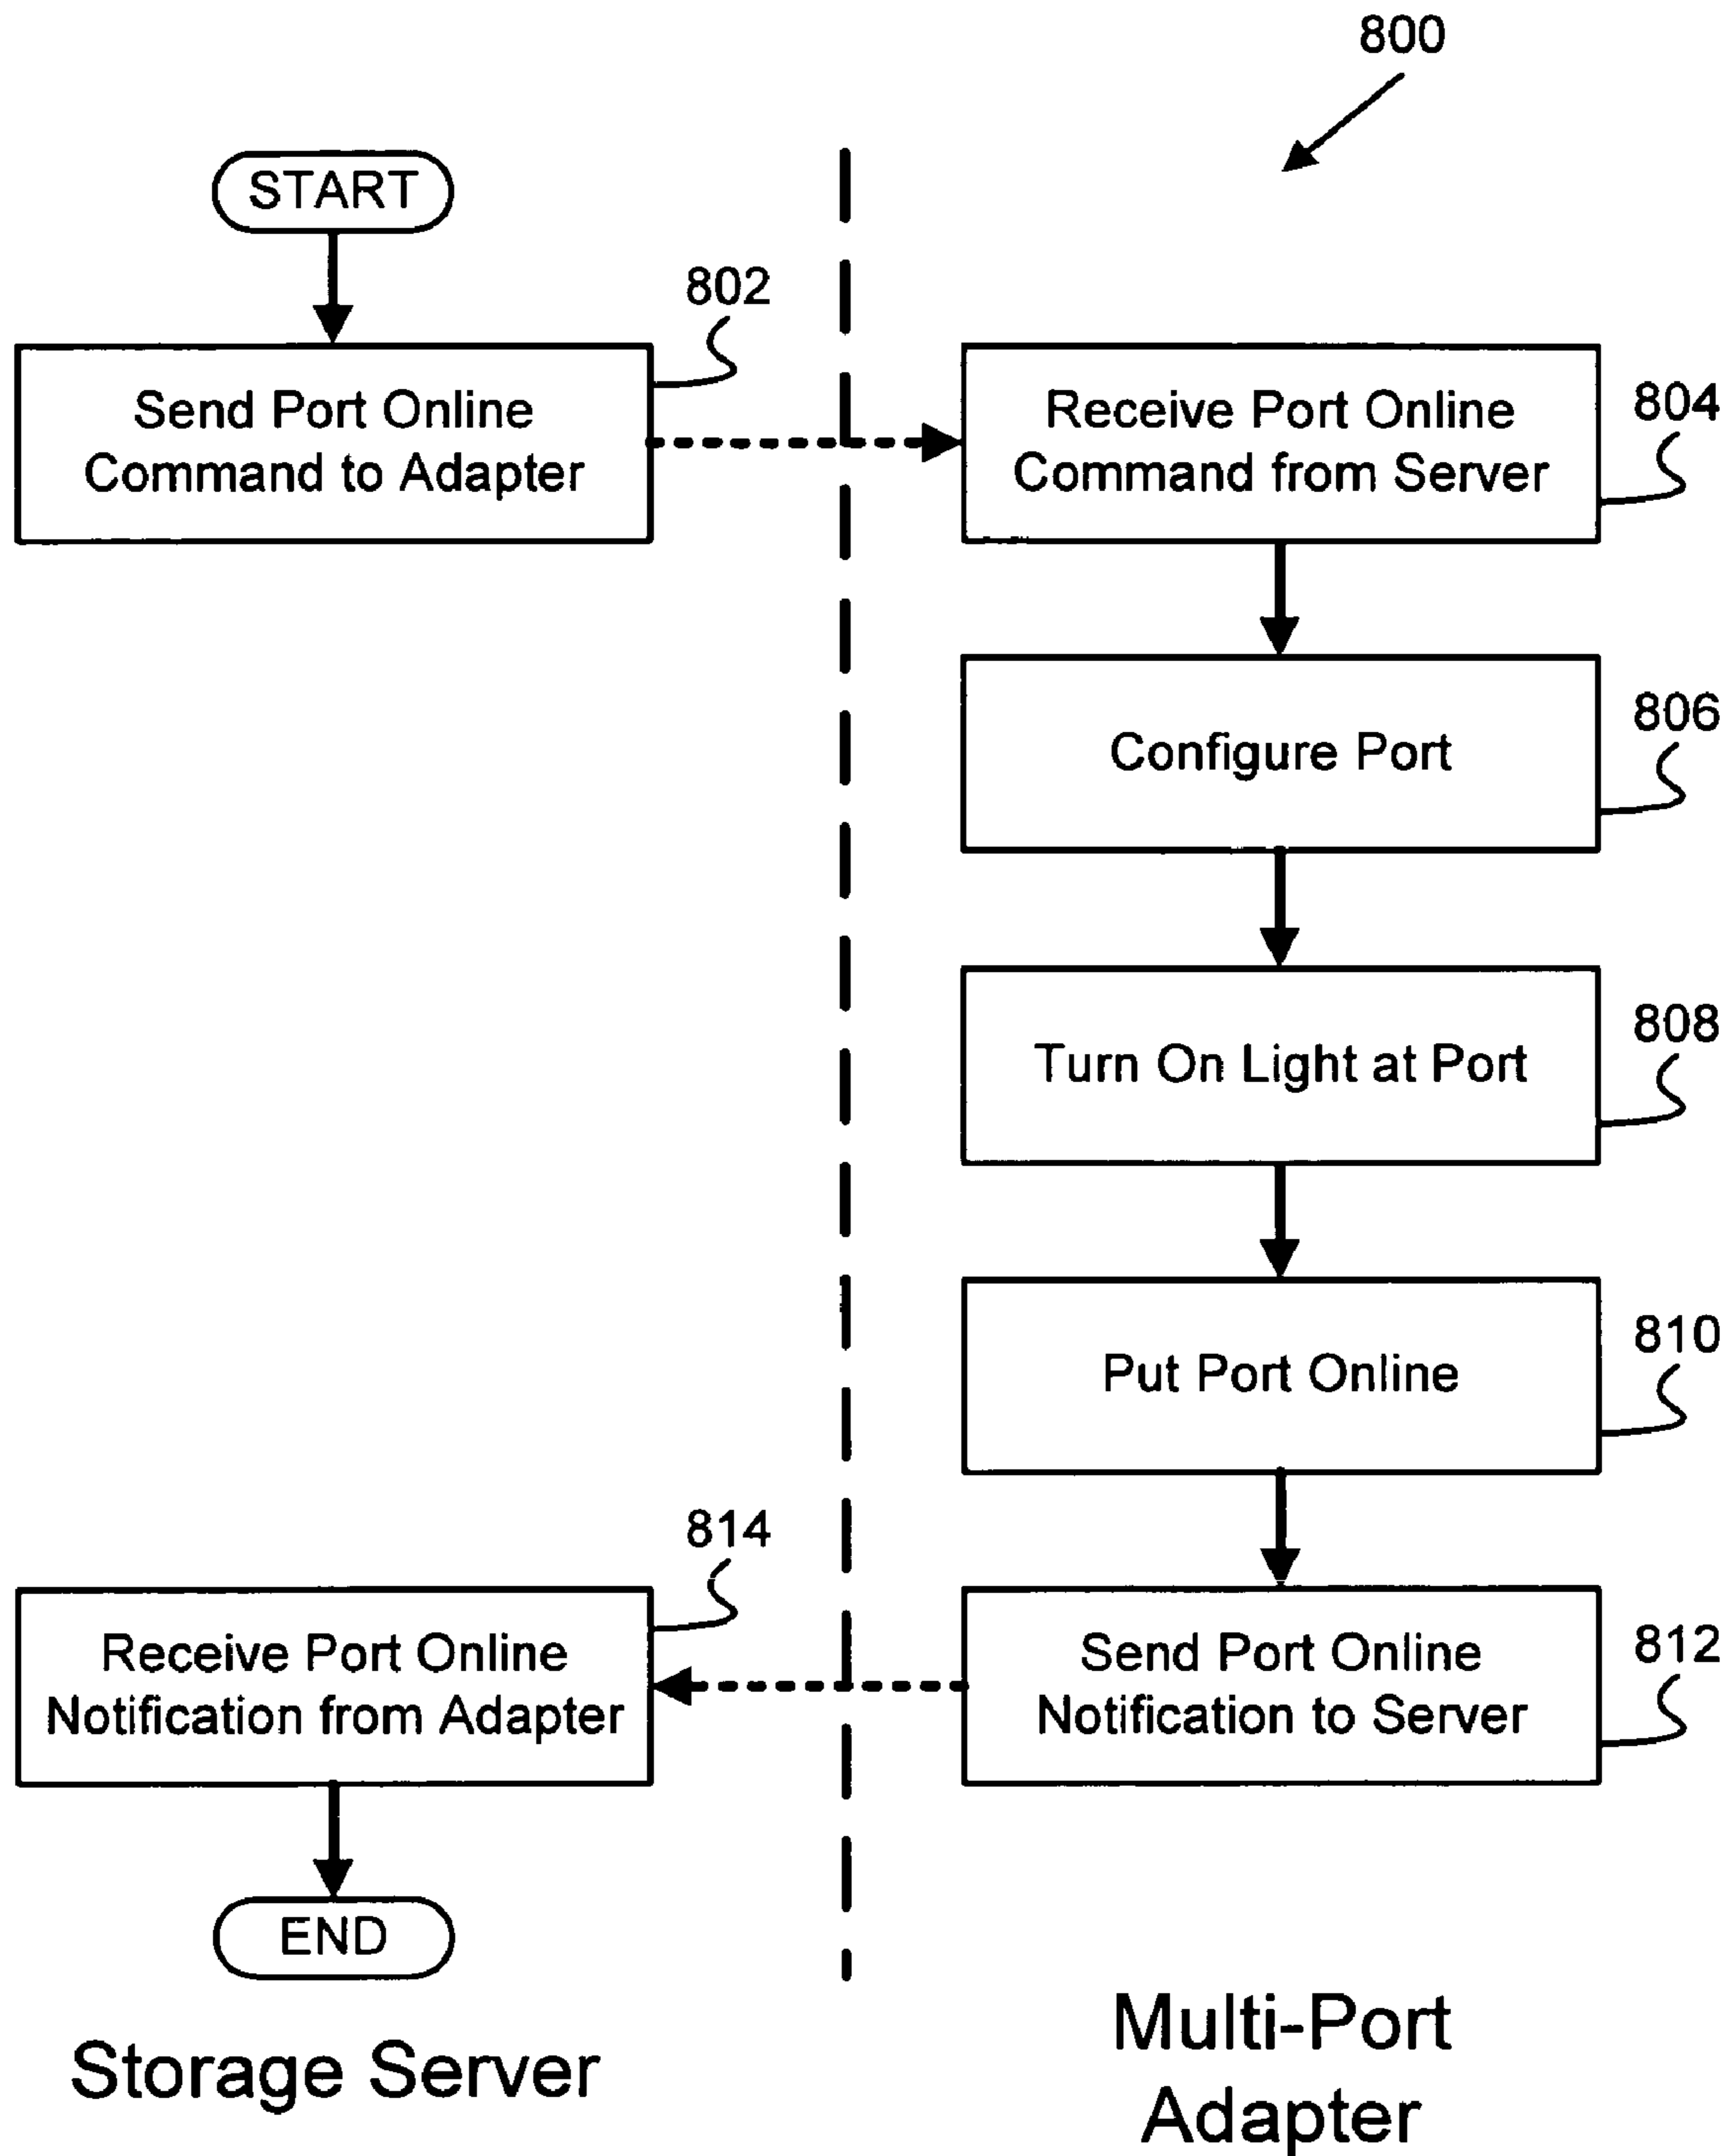 800
START
802
Send Port Online
Command to Adapter
Receive Port Online
Command from Server
804
Configure Port
806
Turn On Light at Port
808
Put Port Online
810
814
Receive Port Online
Notification from Adapter
Send Port Online
Notification to Server
812
END
Storage Server
Multi-Port
Adapter